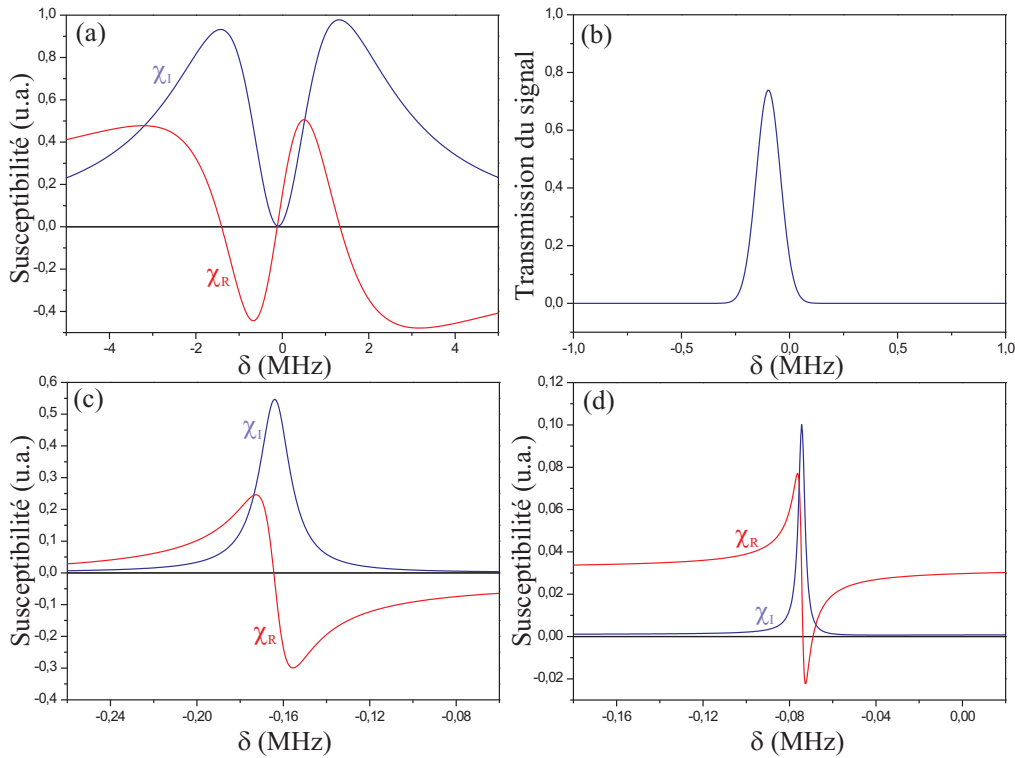 (a)
Susceptibilité (u.a.)
1,0
0,8
0,6
0,4
0,2
0,0
-0,2
-0,4
χI
χR
-4 -2 0 2 4
δ (MHz)
(b)
Transmission du signal
1,0
0,8
0,6
0,4
0,2
0,0
-1,0 -0,5 0,0 0,5 1,0
δ (MHz)
(c)
Susceptibilité (u.a.)
0,6
0,5
0,4
0,3
0,2
0,1
0,0
-0,1
-0,2
-0,3
-0,4
χI
χR
-0,24 -0,20 -0,16 -0,12 -0,08
δ (MHz)
(d)
Susceptibilité (u.a.)
0,12
0,10
0,08
0,06
0,04
0,02
0,00
-0,02
χR
χI
-0,16 -0,12 -0,08 -0,04 0,00
δ (MHz)